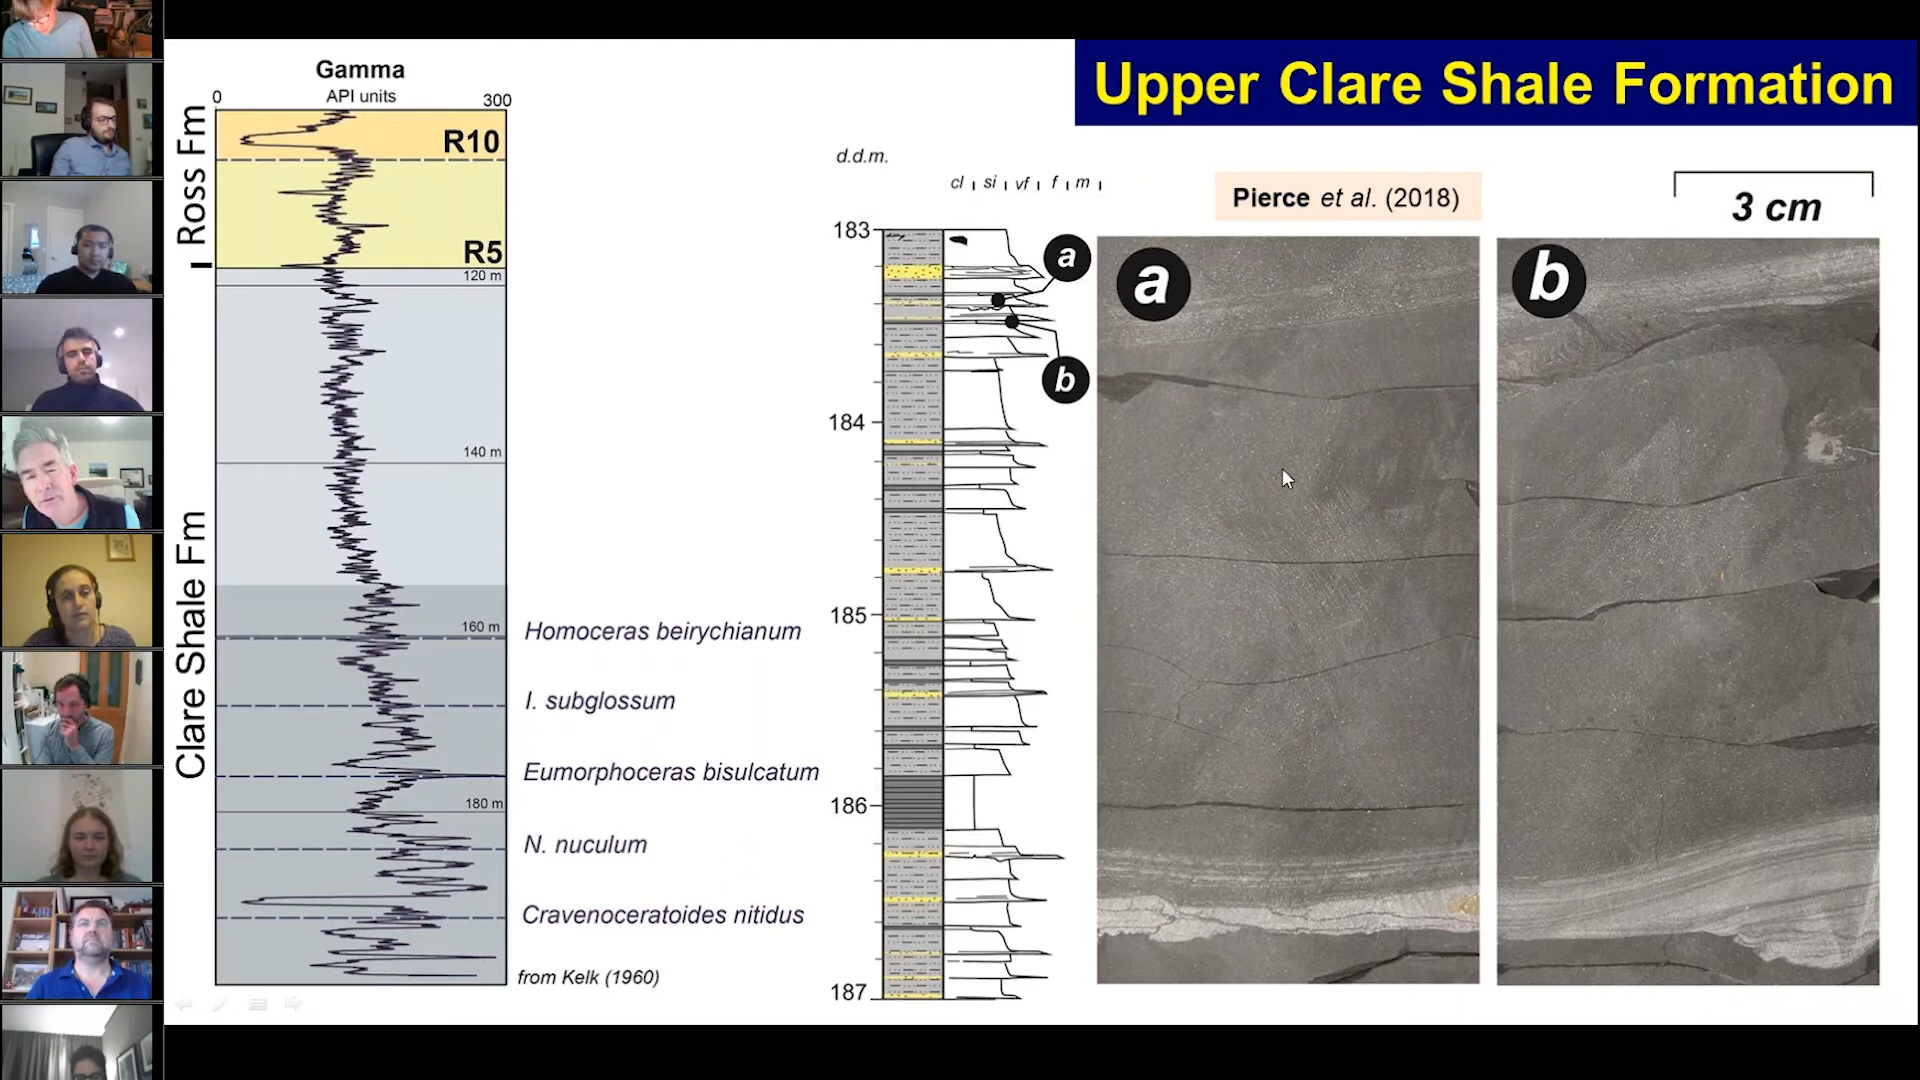 Upper Clare Shale Formation
Gamma
API units
0
300
Ross Fm
R10
R5
Clare Shale Fm
120 m
140 m
160 m
180 m
Homoceras beirychianum
I. subglossum
Eumorphoceras bisulcatum
N. nuculum
Cravenoceratoides nitidus
from Kelk (1960)
d.d.m.
cl si vf f m
183
184
185
186
187
a
b
Pierce et al. (2018)
3 cm
a
b